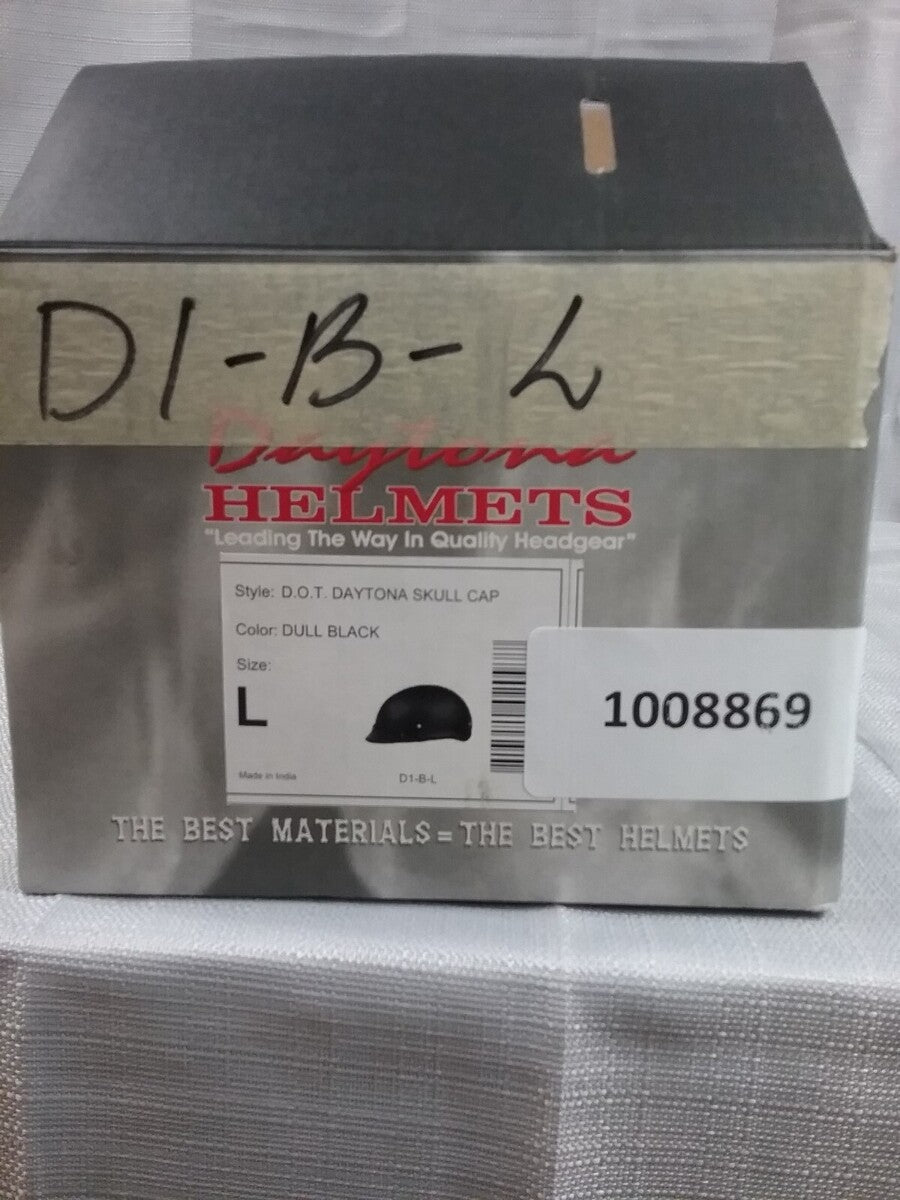 D1-B-L
Daytona
HELMETS
"Leading The Way In Quality Headgear"
Style: D.O.T. DAYTONA SKULL CAP
Color: DULL BLACK
Size:
L
1008869
Made in India
D1-B-L
THE BEST MATERIALS = THE BEST HELMETS